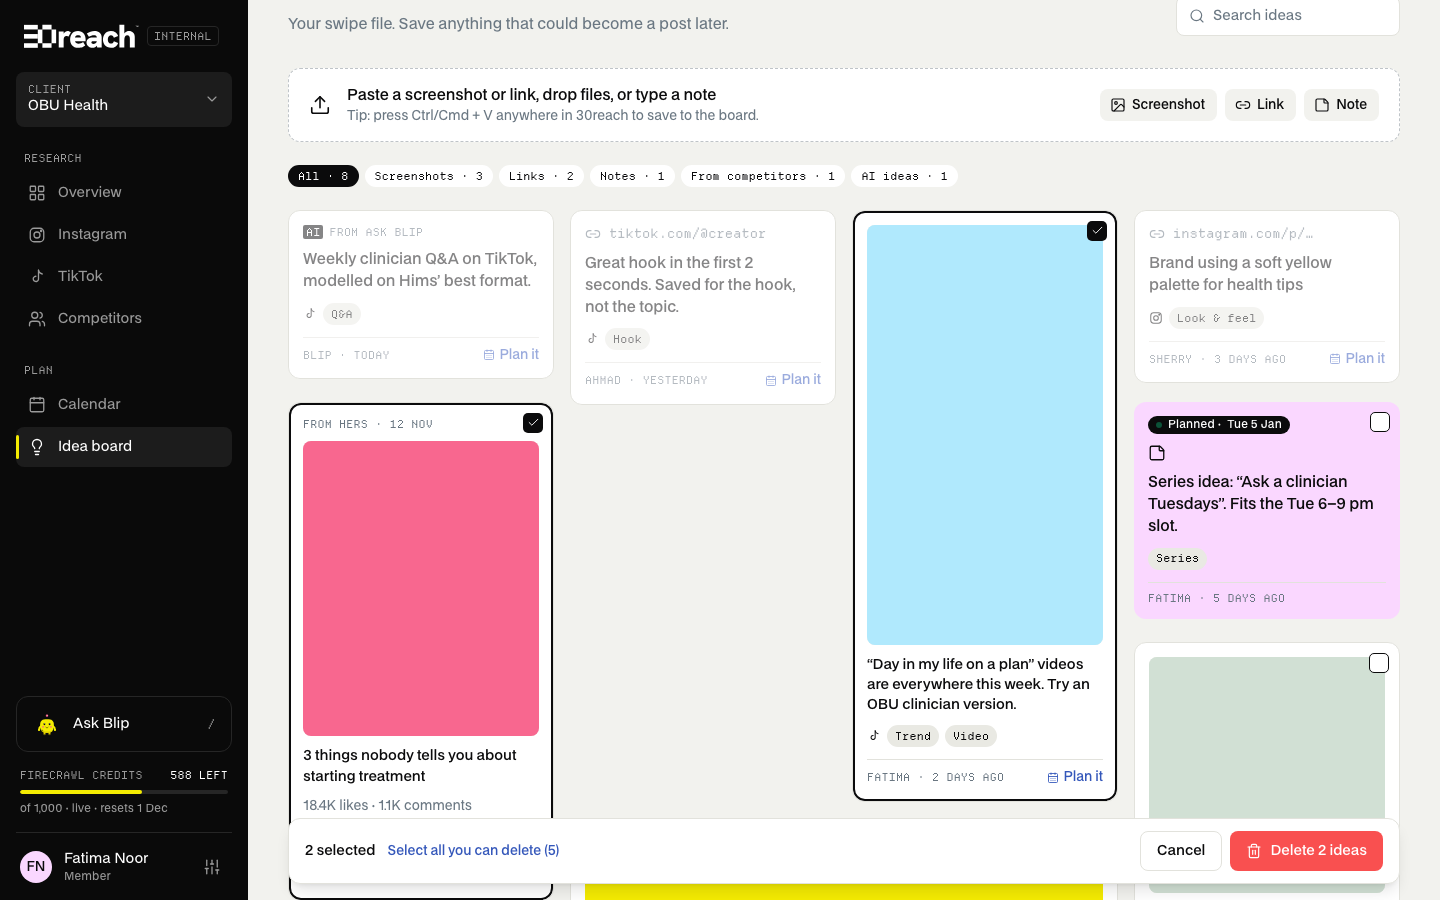 30reach INTERNAL
CLIENT
OBU Health
RESEARCH
Overview
Instagram
TikTok
Competitors
PLAN
Calendar
Idea board
Ask Blip /
FIRECRAWL CREDITS 588 LEFT
of 1,000 · live · resets 1 Dec
FN
Fatima Noor
Member
Your swipe file. Save anything that could become a post later.
Search ideas
Paste a screenshot or link, drop files, or type a note
Tip: press Ctrl/Cmd + V anywhere in 30reach to save to the board.
Screenshot Link Note
All · 8 Screenshots · 3 Links · 2 Notes · 1 From competitors · 1 AI ideas · 1
AI FROM ASK BLIP
Weekly clinician Q&A on TikTok,
modelled on Hims’ best format.
Q&A
BLIP · TODAY Plan it
FROM HERS · 12 NOV
3 things nobody tells you about
starting treatment
18.4K likes · 1.1K comments
tiktok.com/@creator
Great hook in the first 2
seconds. Saved for the hook,
not the topic.
Hook
AHMAD · YESTERDAY Plan it
“Day in my life on a plan” videos
are everywhere this week. Try an
OBU clinician version.
Trend Video
FATIMA · 2 DAYS AGO Plan it
instagram.com/p/…
Brand using a soft yellow
palette for health tips
Look & feel
SHERRY · 3 DAYS AGO Plan it
Planned · Tue 5 Jan
Series idea: “Ask a clinician
Tuesdays”. Fits the Tue 6–9 pm
slot.
Series
FATIMA · 5 DAYS AGO
2 selected Select all you can delete (5)
Cancel Delete 2 ideas